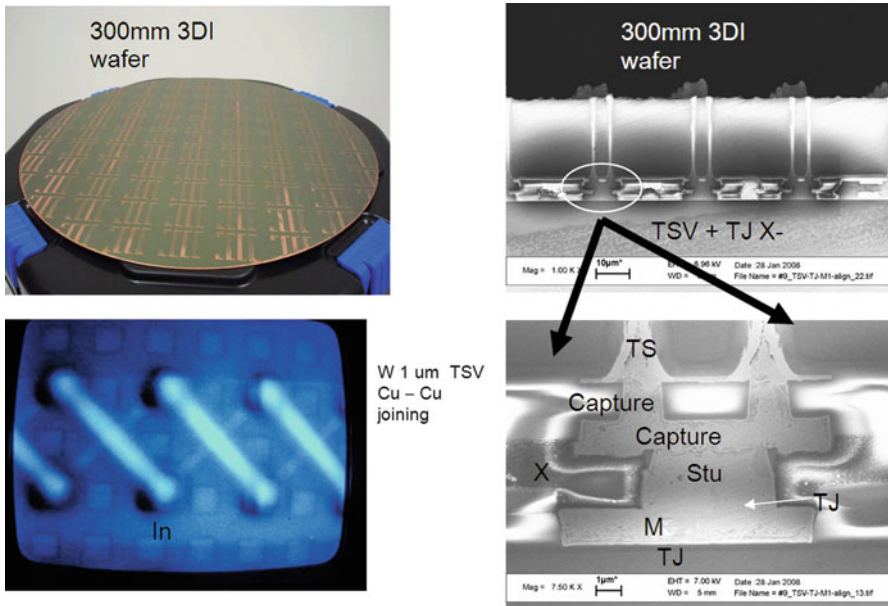 300mm 3DI
wafer
300mm 3DI
wafer
TSV + TJ X-
Mag = 1.00 K X
10µm*
WD =
Date :28 Jan 2008
File Name = #9_TSV-TJ-M1-align_22.tif
W 1 um TSV
Cu – Cu
joining
In
TS
Capture
Capture
X
Stu
TJ
M
TJ
Mag = 7.50 K X
1µm*
EHT = 7.00 kV
WD = 5 mm
Date :28 Jan 2008
File Name = #9_TSV-TJ-M1-align_13.tif